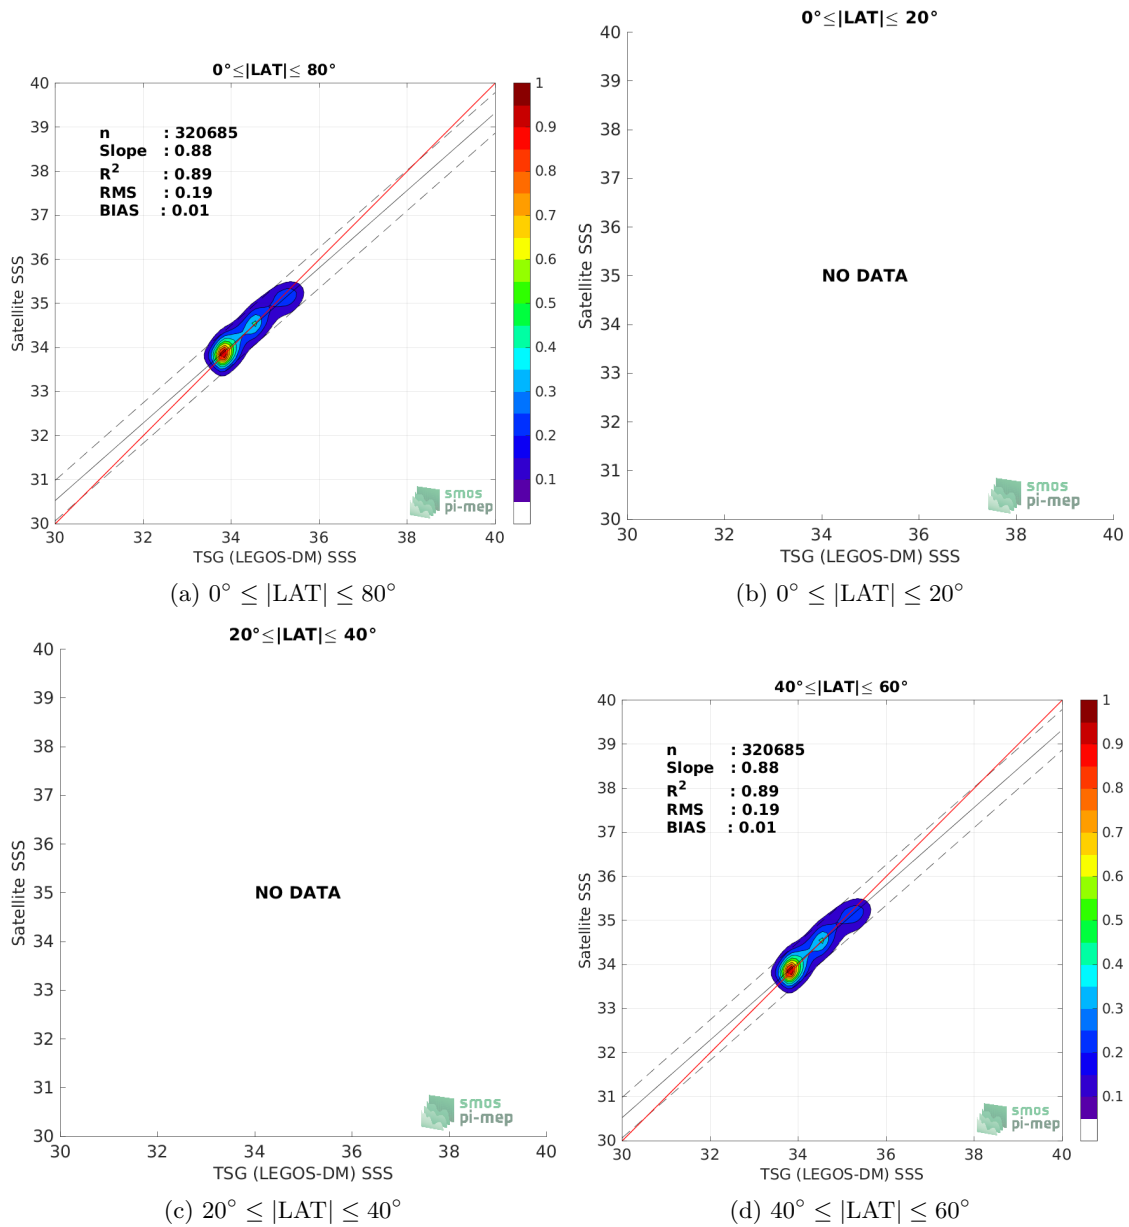 0°≤|LAT|≤ 80°
40
39
38
37
36
35
34
33
32
31
30
Satellite SSS
n : 320685
Slope : 0.88
R² : 0.89
RMS : 0.19
BIAS : 0.01
smos
pi-mep
30 32 34 36 38 40
TSG (LEGOS-DM) SSS
1
0.9
0.8
0.7
0.6
0.5
0.4
0.3
0.2
0.1
(a) 0° ≤ |LAT| ≤ 80°
0°≤|LAT|≤ 20°
40
39
38
37
36
35
34
33
32
31
30
Satellite SSS
NO DATA
smos
pi-mep
30 32 34 36 38 40
TSG (LEGOS-DM) SSS
(b) 0° ≤ |LAT| ≤ 20°
20°≤|LAT|≤ 40°
40
39
38
37
36
35
34
33
32
31
30
Satellite SSS
NO DATA
smos
pi-mep
30 32 34 36 38 40
TSG (LEGOS-DM) SSS
(c) 20° ≤ |LAT| ≤ 40°
40°≤|LAT|≤ 60°
40
39
38
37
36
35
34
33
32
31
30
Satellite SSS
n : 320685
Slope : 0.88
R² : 0.89
RMS : 0.19
BIAS : 0.01
smos
pi-mep
30 32 34 36 38 40
TSG (LEGOS-DM) SSS
1
0.9
0.8
0.7
0.6
0.5
0.4
0.3
0.2
0.1
(d) 40° ≤ |LAT| ≤ 60°